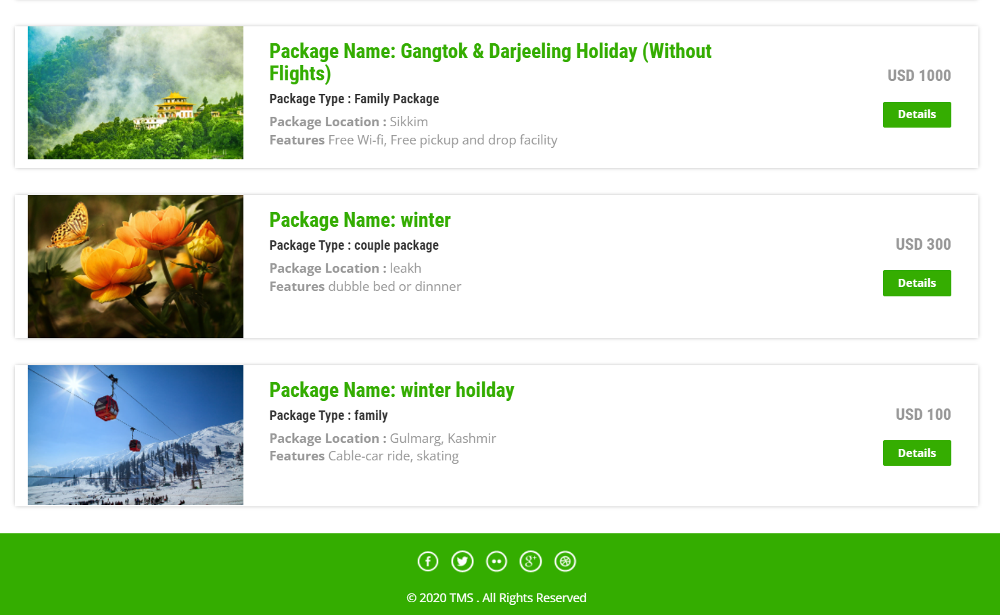 Package Name: Gangtok & Darjeeling Holiday (Without
Flights)
Package Type : Family Package
Package Location : Sikkim
Features Free Wi-fi, Free pickup and drop facility
USD 1000
Details
Package Name: winter
Package Type : couple package
Package Location : leakh
Features dubble bed or dinnner
USD 300
Details
Package Name: winter hoilday
Package Type : family
Package Location : Gulmarg, Kashmir
Features Cable-car ride, skating
USD 100
Details
© 2020 TMS . All Rights Reserved